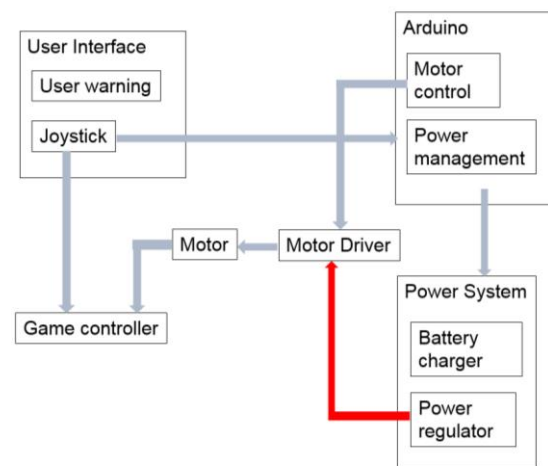 User Interface
User warning
Joystick
Arduino
Motor
control
Power
management
Motor
Motor Driver
Game controller
Power System
Battery
charger
Power
regulator